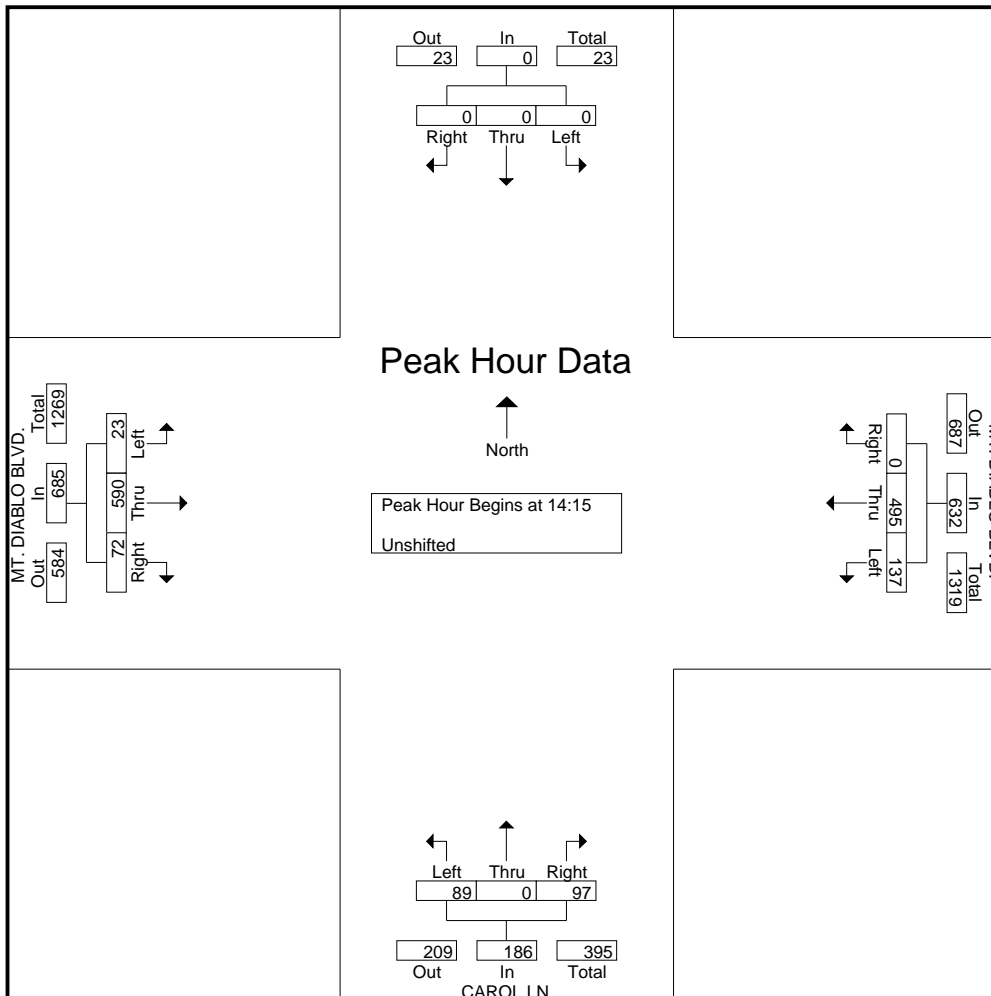 Out In Total
23 0 23
0 0 0
Right Thru Left
Peak Hour Data
North
Peak Hour Begins at 14:15
Unshifted
MT. DIABLO BLVD.
Total In Out
1269 685 584
23 590 72
Left Thru Right
Right Thru Left
0 495 137
687 632 1319
Out In Total
Left Thru Right
89 0 97
209 186 395
Out In Total
CAROL LN